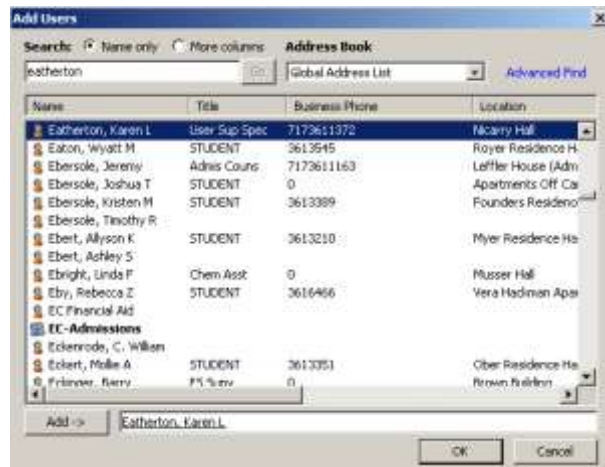 Add Users
Search: Name only More columns Address Book
eatherton Go Global Address List Advanced Find
Name Title Business Phone Location
Eatherton, Karen L User Sup Spec 7173611372 Nicarry Hall
Eaton, Wyatt M STUDENT 3613545 Royer Residence H
Ebersole, Jeremy Admis Couns 7173611163 Leffler House (Adm
Ebersole, Joshua T STUDENT 0 Apartments Off Ca
Ebersole, Kristen M STUDENT 3613389 Founders Residenc
Ebersole, Timothy R
Ebert, Allyson K STUDENT 3613210 Myer Residence Ha
Ebert, Ashley S
Ebright, Linda F Chem Asst 0 Musser Hall
Eby, Rebecca Z STUDENT 3616466 Vera Hackman Apar
EC Financial Aid
EC-Admissions
Eckenrode, C. William
Eckert, Mollie A STUDENT 3613351 Ober Residence Ha
Barry 0 Brown Building
Add -> Eatherton, Karen L
OK Cancel